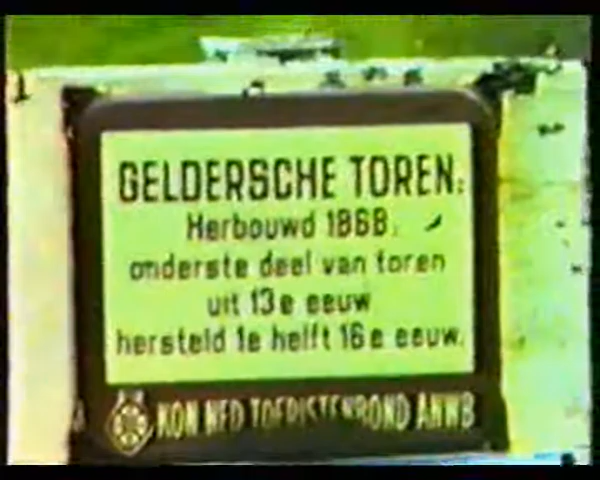 GELDERSCHE TOREN:
Herbouwd 1868.
onderste deel van toren
uit 13e eeuw
hersteld 1e helft 16e eeuw.
KON. NED TOERISTENBOND ANWB